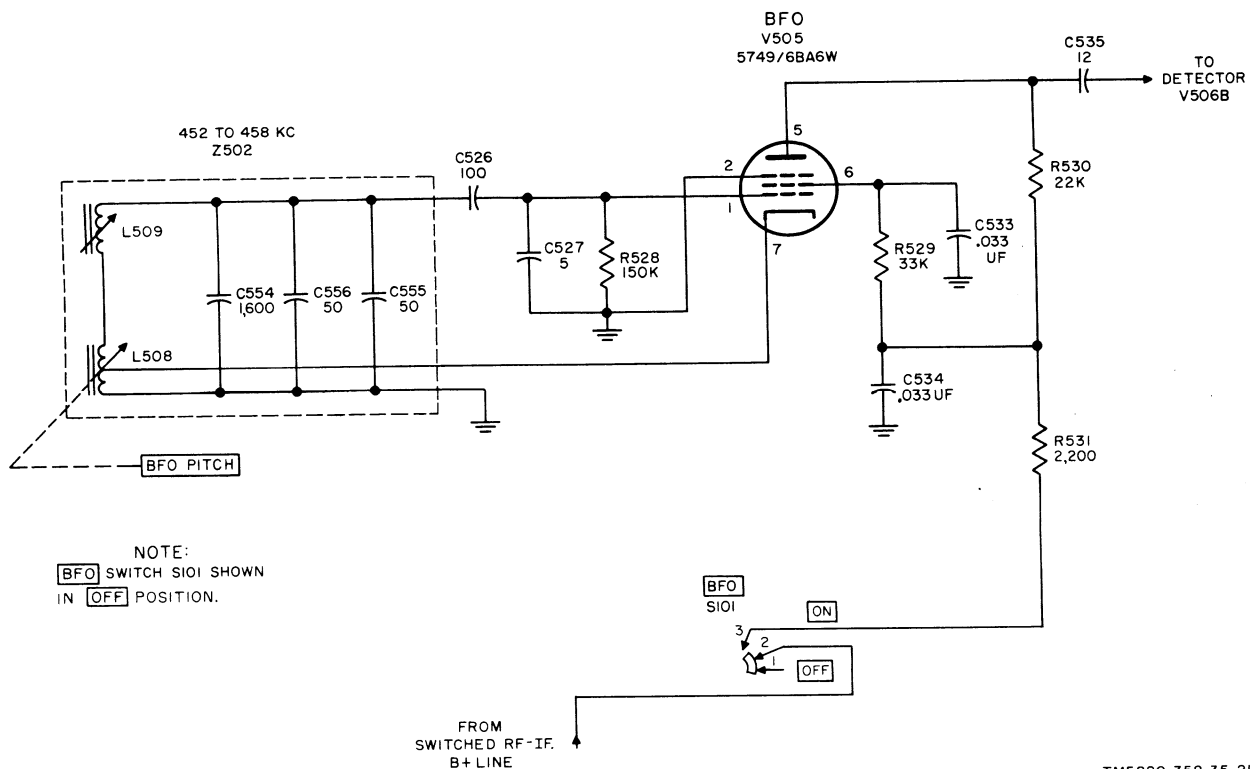 BFO
V505
5749/6BA6W
C535
12
TO
DETECTOR
V506B
452 TO 458 KC
Z502
C526
100
5
2
6
1
7
R530
22K
L509
C527
5
R528
150K
R529
33K
C533
.033
UF
C554
1,600
C556
50
C555
50
L508
C534
.033UF
BFO PITCH
R531
2,200
NOTE:
BFO SWITCH S101 SHOWN
IN OFF POSITION.
BFO
S101
ON
3
2
1
OFF
FROM
SWITCHED RF-IF.
B+ LINE